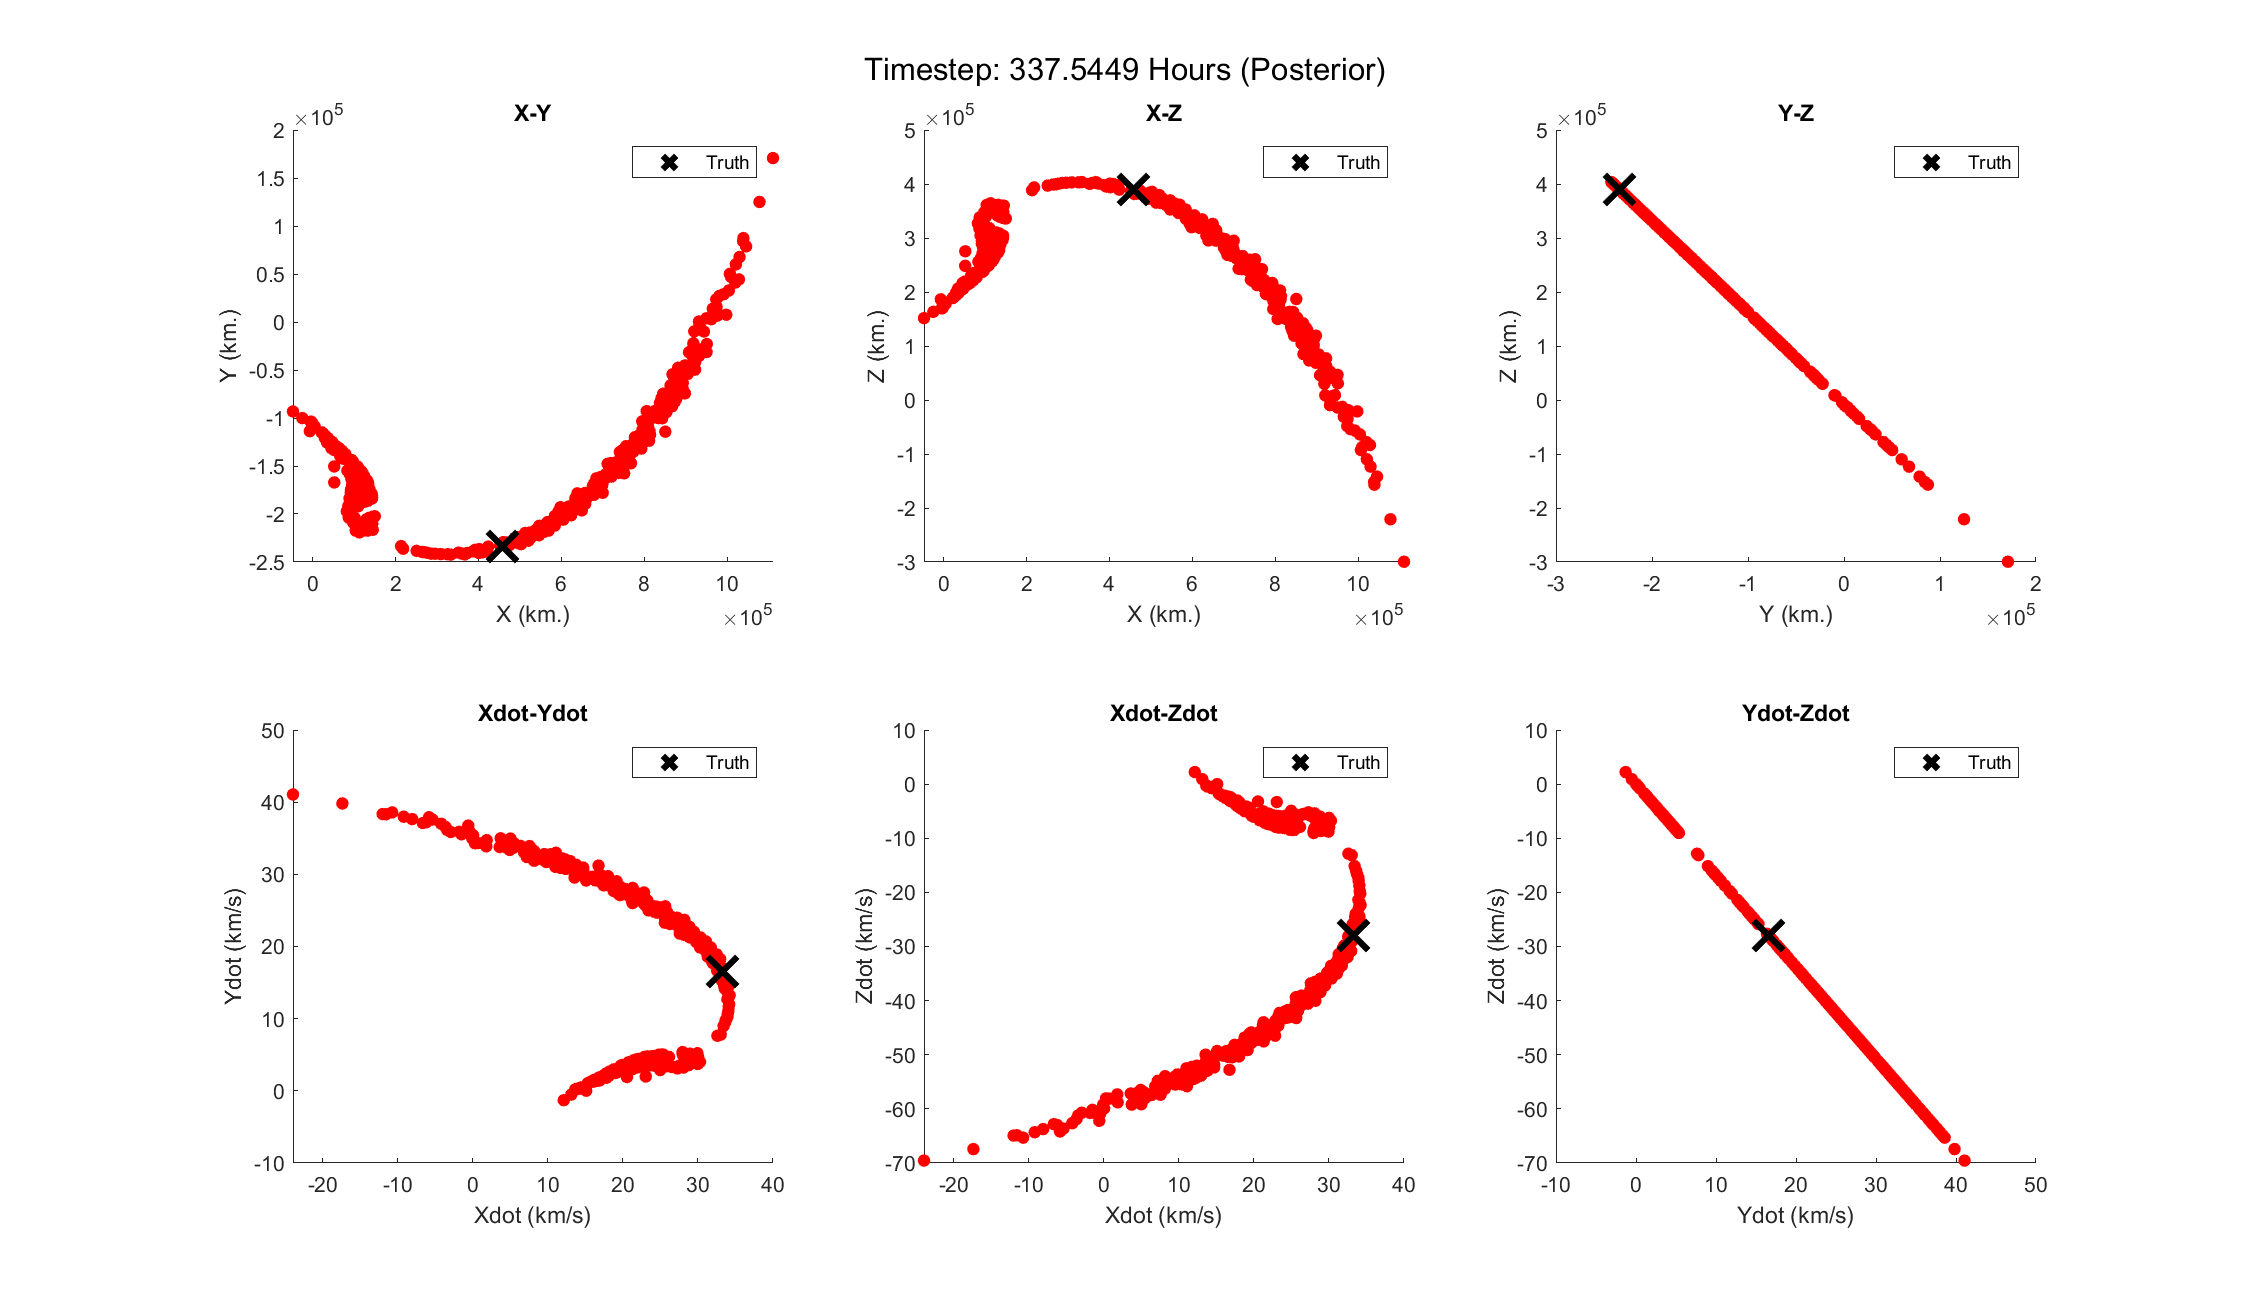 Timestep: 337.5449 Hours (Posterior)
X-Y
×10^5
Truth
2
1.5
1
0.5
0
-0.5
-1
-1.5
-2
-2.5
Y (km.)
0 2 4 6 8 10
X (km.)
×10^5
X-Z
×10^5
Truth
5
4
3
2
1
0
-1
-2
-3
Z (km.)
0 2 4 6 8 10
X (km.)
×10^5
Y-Z
×10^5
Truth
5
4
3
2
1
0
-1
-2
-3
Z (km.)
-3 -2 -1 0 1 2
Y (km.)
×10^5
Xdot-Ydot
Truth
50
40
30
20
10
0
-10
Ydot (km/s)
-20 -10 0 10 20 30 40
Xdot (km/s)
Xdot-Zdot
Truth
10
0
-10
-20
-30
-40
-50
-60
-70
Zdot (km/s)
-20 -10 0 10 20 30 40
Xdot (km/s)
Ydot-Zdot
Truth
10
0
-10
-20
-30
-40
-50
-60
-70
Zdot (km/s)
-10 0 10 20 30 40 50
Ydot (km/s)